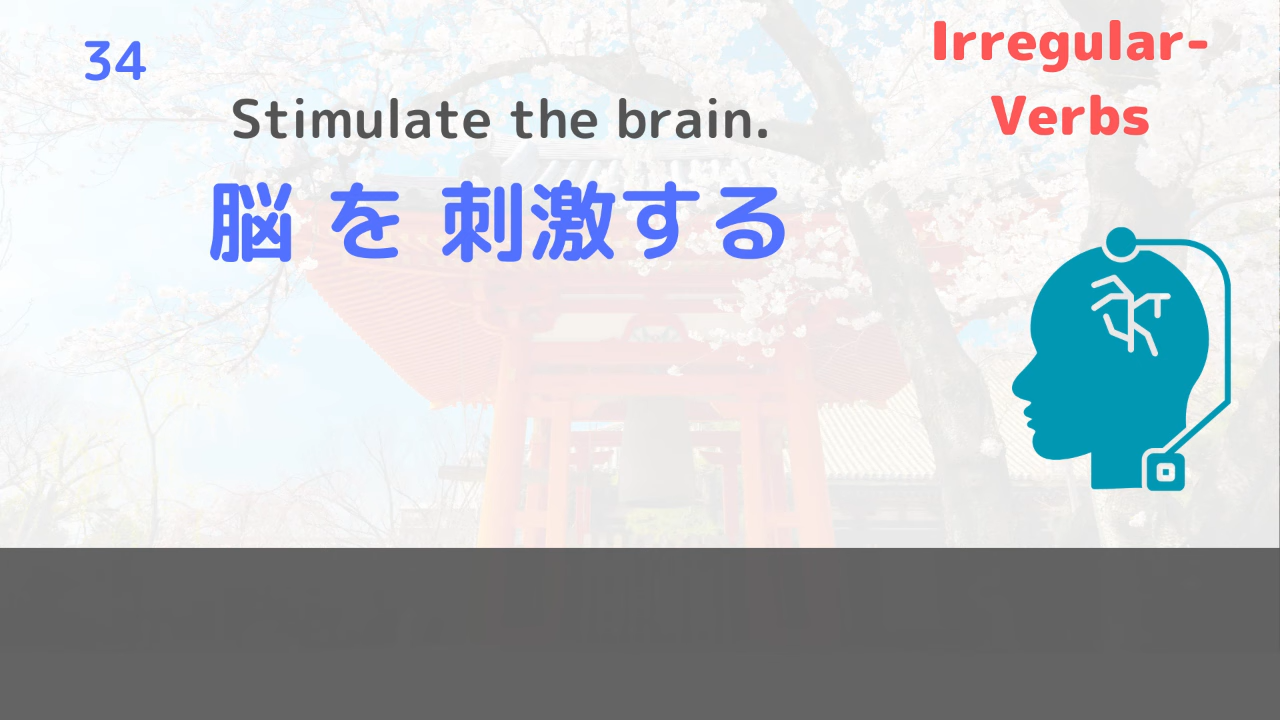 34
Irregular-
Verbs
Stimulate the brain.
脳 を 刺激する